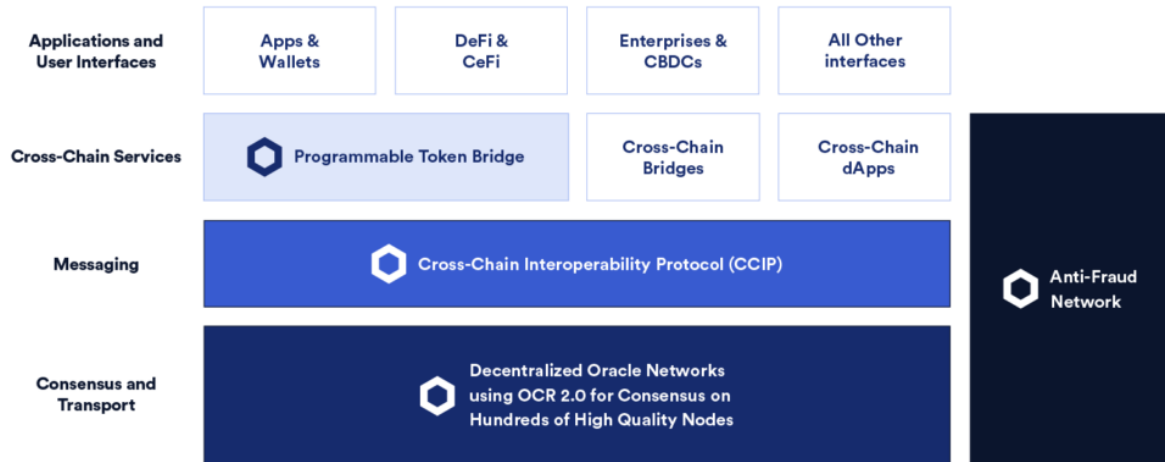 Applications and
User Interfaces
Apps &
Wallets
DeFi &
CeFi
Enterprises &
CBDCs
All Other
interfaces
Cross-Chain Services
Programmable Token Bridge
Cross-Chain
Bridges
Cross-Chain
dApps
Messaging
Cross-Chain Interoperability Protocol (CCIP)
Anti-Fraud
Network
Consensus and
Transport
Decentralized Oracle Networks
using OCR 2.0 for Consensus on
Hundreds of High Quality Nodes